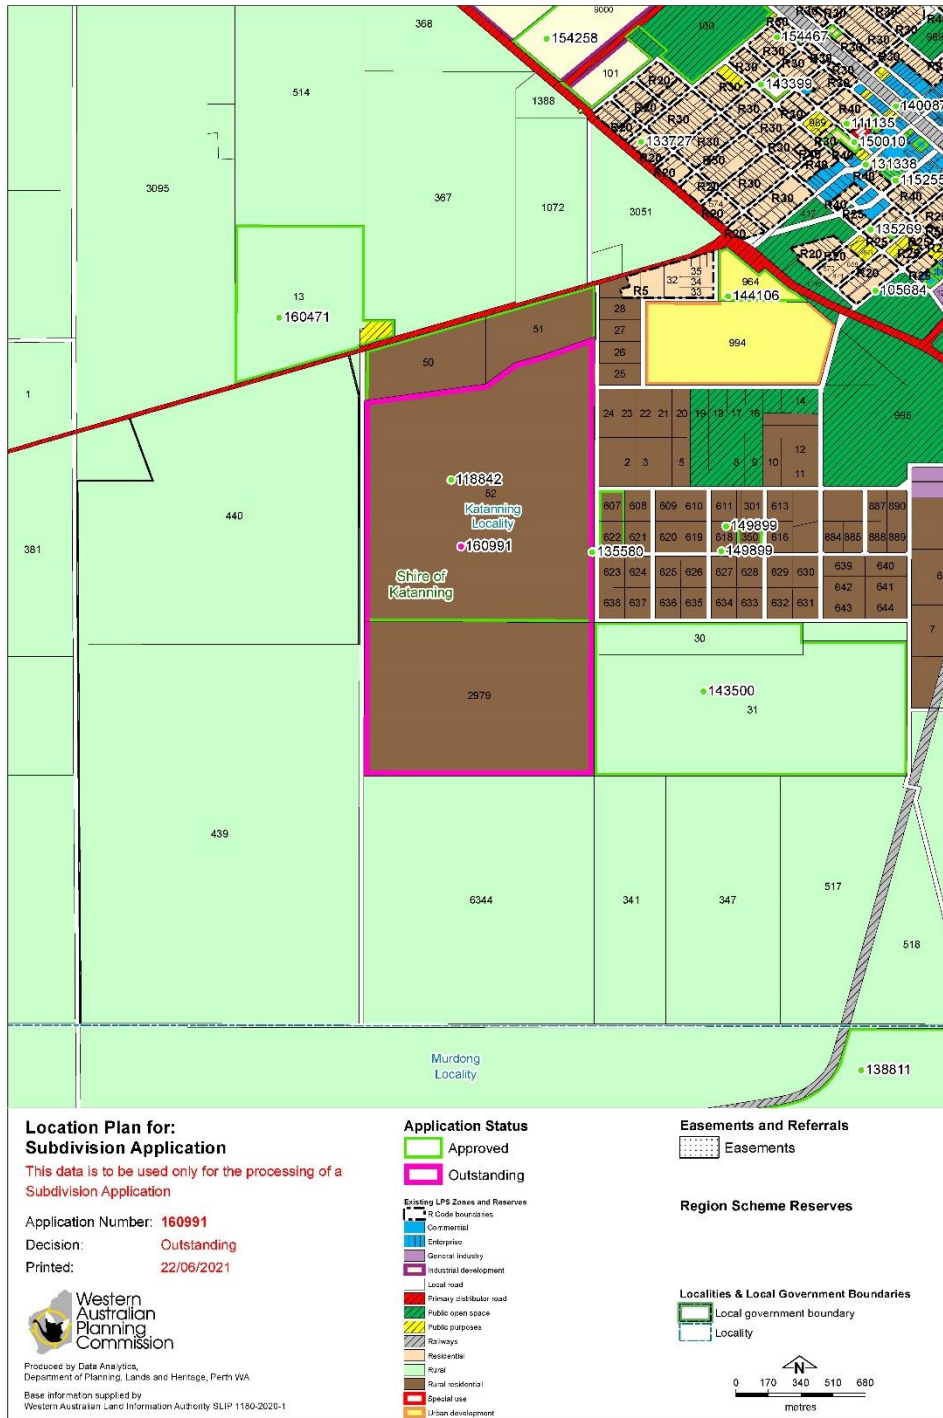 368
9000
154258
100
154467
101
143399
514
1388
140087
111135
150010
133727
131338
115255
3095
367
1072
3051
135269
R5
32
35
34
33
964
144106
105684
13
160471
28
27
26
25
51
50
994
1
24 23 22 21 20 19 18 17 16 14
995
2 3 5 8 9 10 12
11
118842
52
Katanning
Locality
160991
440
381
607 608 609 610 611 301 613 887 890
149899
622 621 620 619 618 350 616 884 985 888 889
135580
149899
623 624 625 626 627 628 629 630 639 640
642 641
638 637 636 635 634 633 632 631 643 644
Shire of
Katanning
7
30
2979
143500
31
439
6344
341
347
517
518
Murdong
Locality
138811
Location Plan for:
Subdivision Application
This data is to be used only for the processing of a
Subdivision Application
Application Number: 160991
Decision: Outstanding
Printed: 22/06/2021
Western
Australian
Planning
Commission
Produced by Data Analytics,
Department of Planning, Lands and Heritage, Perth WA
Base information supplied by
Western Australian Land Information Authority SLIP 1180-2020-1
Application Status
Approved
Outstanding
Existing LPS Zones and Reserves
R Code boundaries
Commercial
Enterprise
General industry
Industrial development
Local road
Primary distributor road
Public open space
Public purposes
Railways
Residential
Rural
Rural residential
Special use
Urban development
Easements and Referrals
Easements
Region Scheme Reserves
Localities & Local Government Boundaries
Local government boundary
Locality
N
0 170 340 510 680
metres